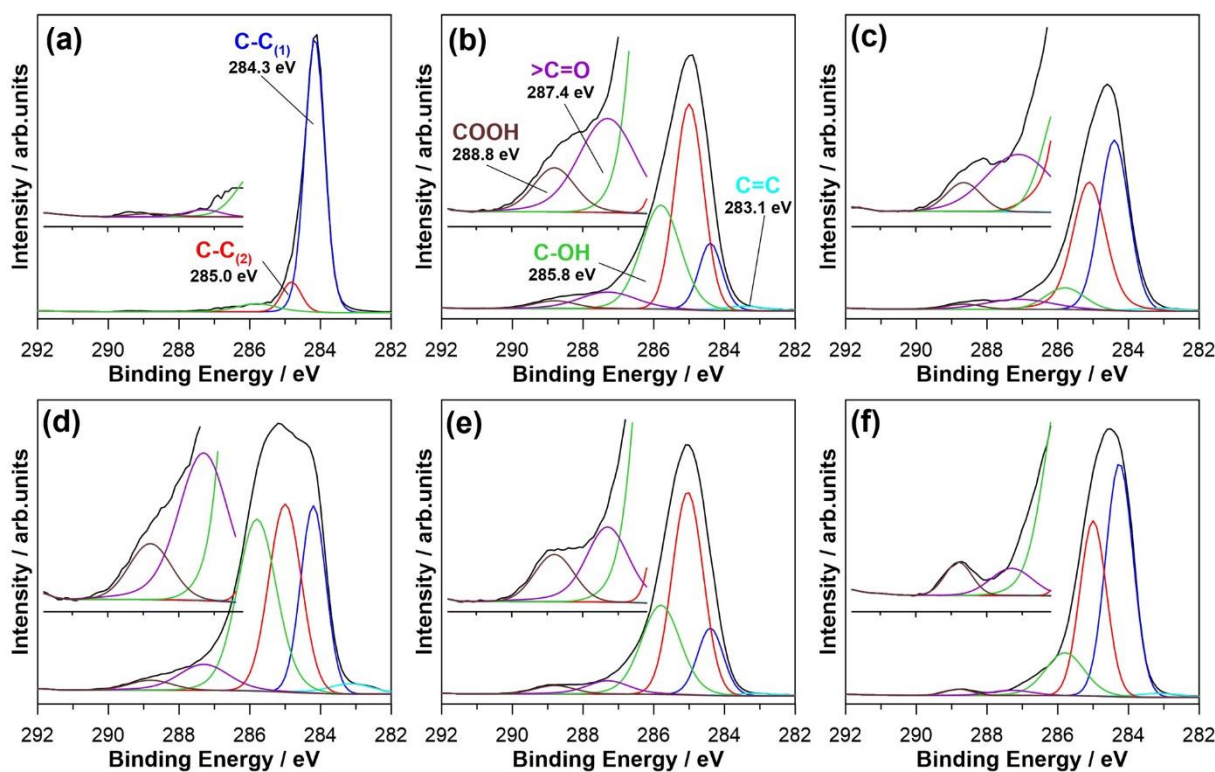 (a)
C-C(1)
284.3 eV
C-C(2)
285.0 eV
Intensity / arb.units
292 290 288 286 284 282
Binding Energy / eV
(b)
>C=O
287.4 eV
COOH
288.8 eV
C=C
283.1 eV
C-OH
285.8 eV
Intensity / arb.units
292 290 288 286 284 282
Binding Energy / eV
(c)
Intensity / arb.units
292 290 288 286 284 282
Binding Energy / eV
(d)
Intensity / arb.units
292 290 288 286 284 282
Binding Energy / eV
(e)
Intensity / arb.units
292 290 288 286 284 282
Binding Energy / eV
(f)
Intensity / arb.units
292 290 288 286 284 282
Binding Energy / eV